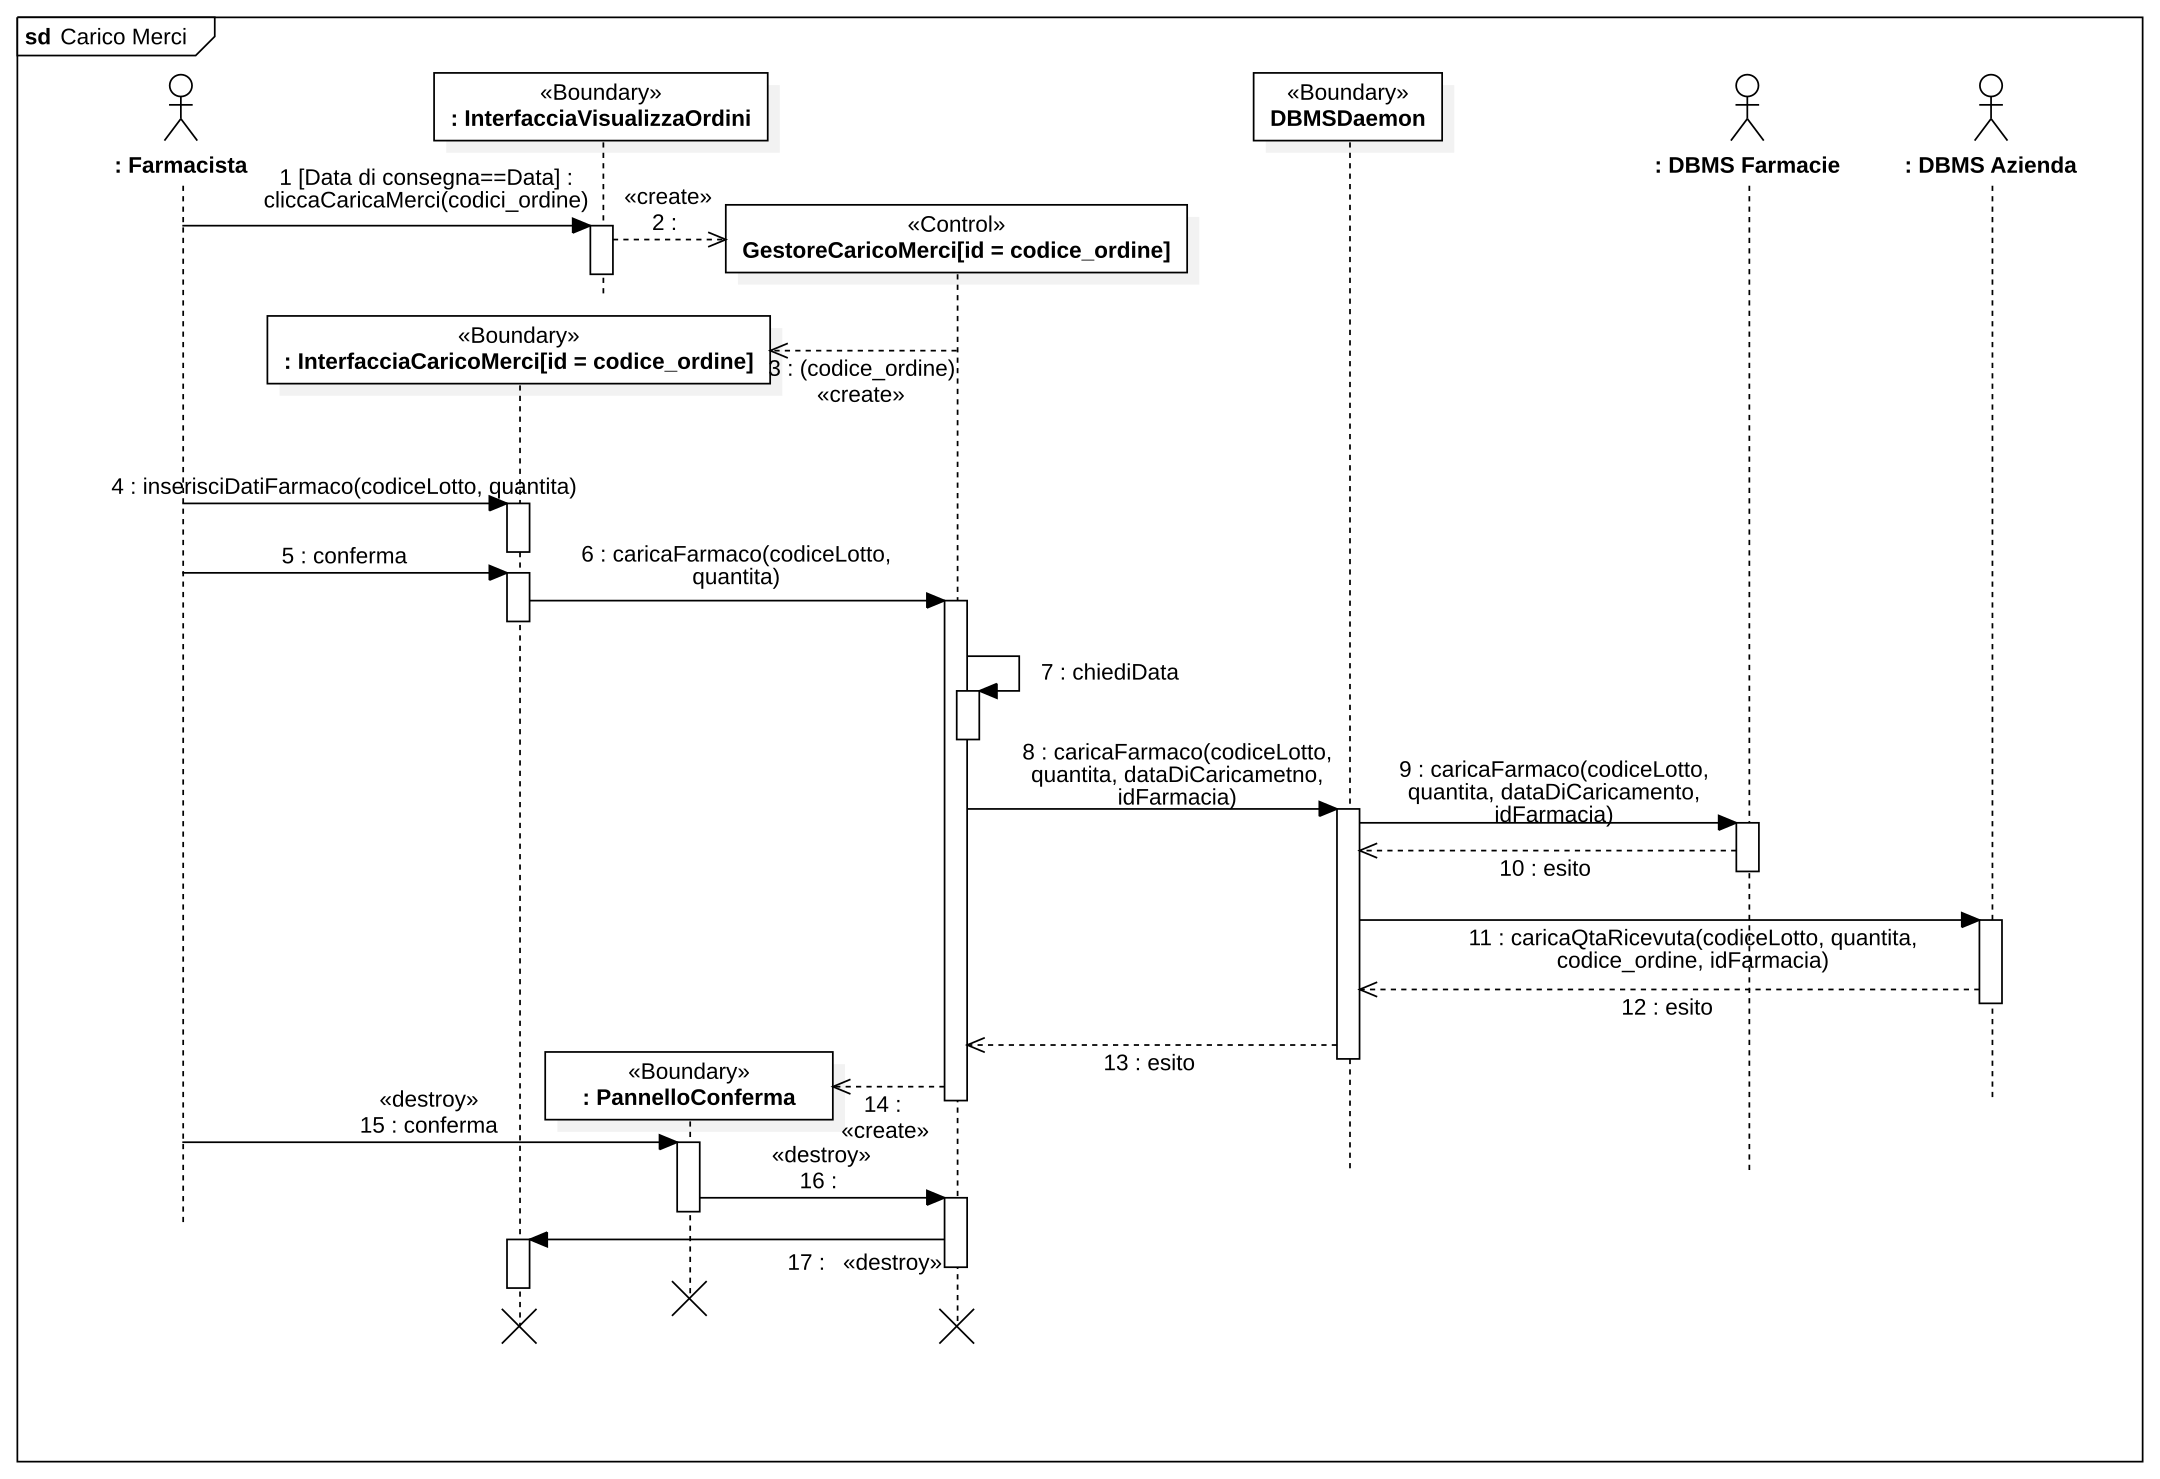 sd Carico Merci
«Boundary»
: InterfacciaVisualizzaOrdini
«Boundary»
DBMSDaemon
: Farmacista
: DBMS Farmacie
: DBMS Azienda
1 [Data di consegna==Data] :
cliccaCaricaMerci(codici_ordine)
«create»
2 :
«Control»
GestoreCaricoMerci[id = codice_ordine]
«Boundary»
: InterfacciaCaricoMerci[id = codice_ordine]
3 : (codice_ordine)
«create»
4 : inserisciDatiFarmaco(codiceLotto, quantita)
5 : conferma
6 : caricaFarmaco(codiceLotto,
quantita)
7 : chiediData
8 : caricaFarmaco(codiceLotto,
quantita, dataDiCaricametno,
idFarmacia)
9 : caricaFarmaco(codiceLotto,
quantita, dataDiCaricamento,
idFarmacia)
10 : esito
11 : caricaQtaRicevuta(codiceLotto, quantita,
codice_ordine, idFarmacia)
12 : esito
13 : esito
«Boundary»
: PannelloConferma
14 :
«create»
«destroy»
15 : conferma
«destroy»
16 :
17 : «destroy»